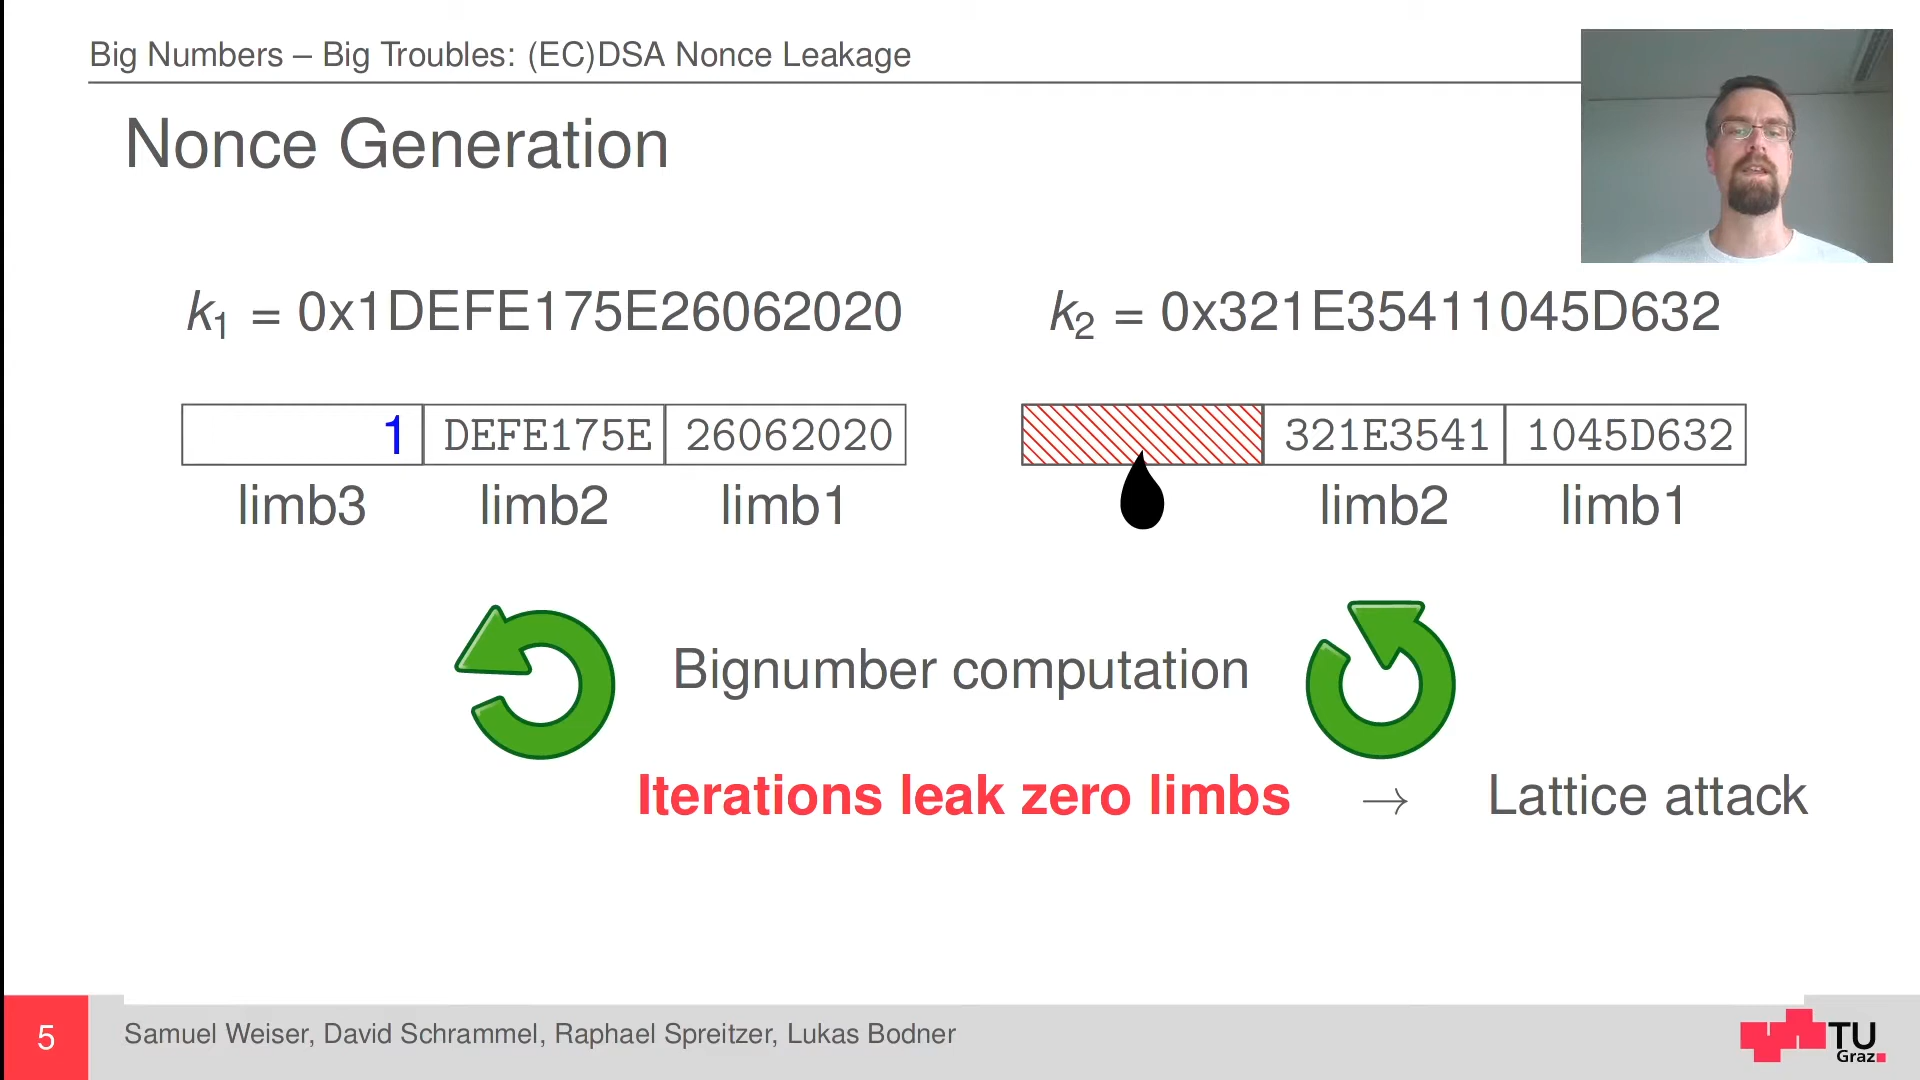 Big Numbers – Big Troubles: (EC)DSA Nonce Leakage
Nonce Generation
k1 = 0x1DEFE175E26062020
k2 = 0x321E35411045D632
1 DEFE175E 26062020
321E3541 1045D632
limb3 limb2 limb1
limb2 limb1
Bignumber computation
Iterations leak zero limbs → Lattice attack
5
Samuel Weiser, David Schrammel, Raphael Spreitzer, Lukas Bodner
TU
Graz